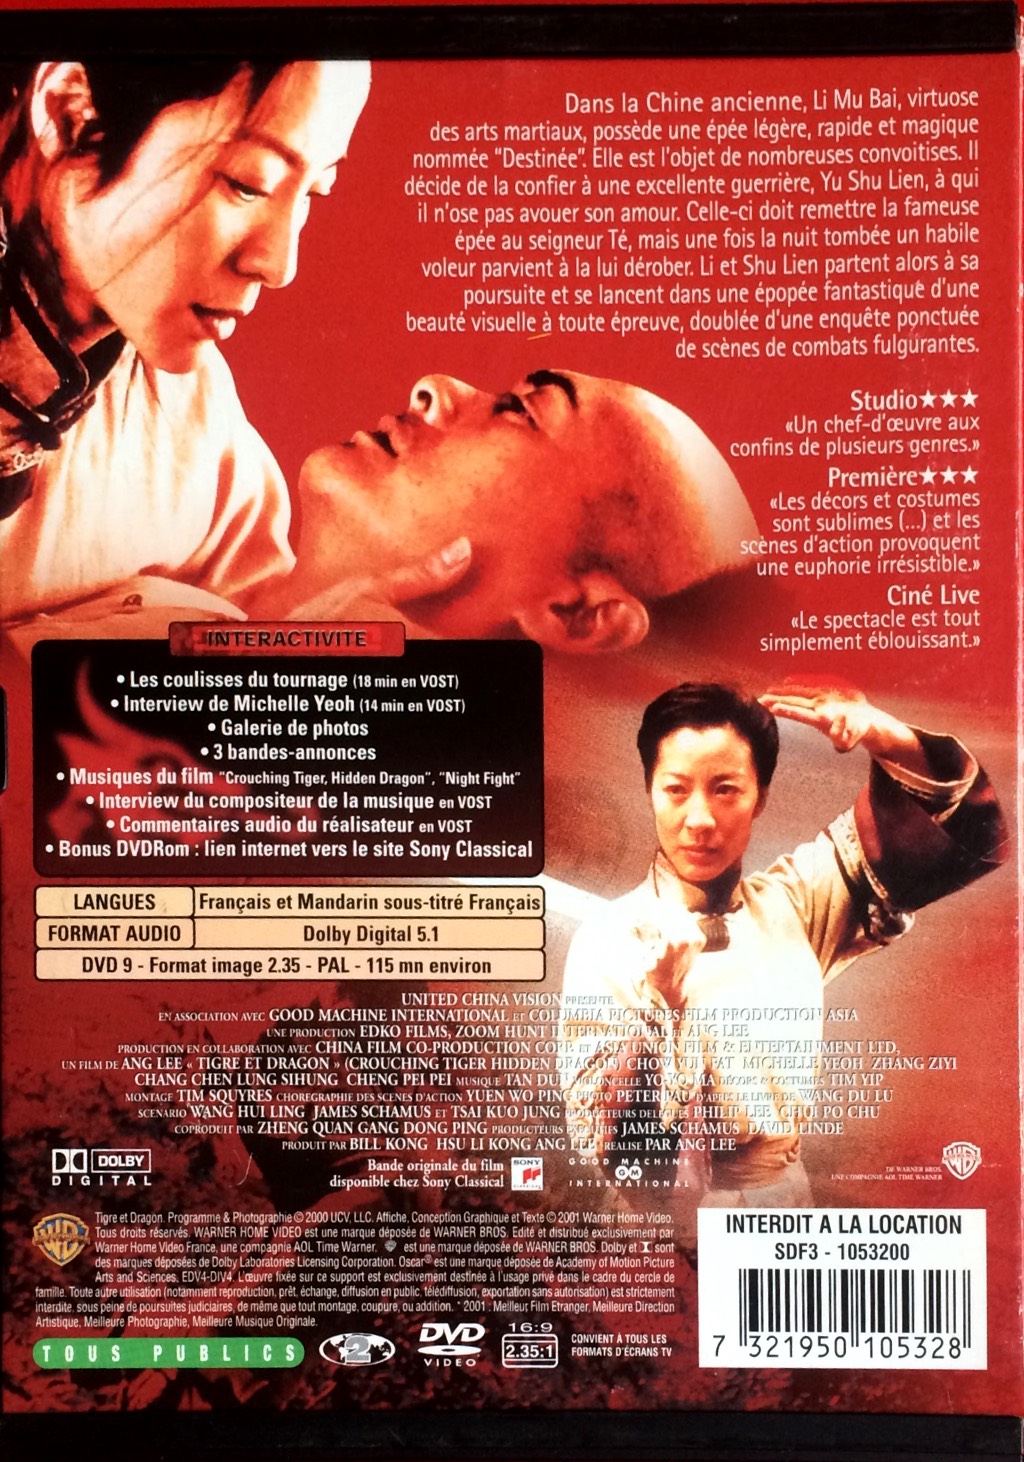 Dans la Chine ancienne, Li Mu Bai, virtuose
des arts martiaux, possède une épée légère, rapide et magique
nommée "Destinée". Elle est l'objet de nombreuses convoitises. Il
décide de la confier à une excellente guerrière, Yu Shu Lien, à qui
il n'ose pas avouer son amour. Celle-ci doit remettre la fameuse
épée au seigneur Té, mais une fois la nuit tombée un habile
voleur parvient à la lui dérober. Li et Shu Lien partent alors à sa
poursuite et se lancent dans une épopée fantastique d'une
beauté visuelle à toute épreuve, doublée d'une enquête ponctuée
de scènes de combats fulgurantes.
Studio★★★
«Un chef-d'œuvre aux
confins de plusieurs genres.»
Première★★★
«Les décors et costumes
sont sublimes (...) et les
scènes d'action provoquent
une euphorie irrésistible.»
Ciné Live
«Le spectacle est tout
simplement éblouissant.»
INTERACTIVITE
• Les coulisses du tournage (18 min en VOST)
• Interview de Michelle Yeoh (14 min en VOST)
• Galerie de photos
• 3 bandes-annonces
• Musiques du film "Crouching Tiger, Hidden Dragon", "Night Fight"
• Interview du compositeur de la musique en VOST
• Commentaires audio du réalisateur en VOST
• Bonus DVDRom : lien internet vers le site Sony Classical
LANGUES Français et Mandarin sous-titré Français
FORMAT AUDIO Dolby Digital 5.1
DVD 9 - Format image 2.35 - PAL - 115 mn environ
UNITED CHINA VISION PRESENTE
EN ASSOCIATION AVEC GOOD MACHINE INTERNATIONAL ET COLUMBIA PICTURES FILM PRODUCTION ASIA
UNE PRODUCTION EDKO FILMS, ZOOM HUNT INTERNATIONAL ET ANG LEE
PRODUCTION EN COLLABORATION AVEC CHINA FILM CO-PRODUCTION CORP. ET ASIA UNION FILM & ENTERTAINMENT LTD.
UN FILM DE ANG LEE « TIGRE ET DRAGON » (CROUCHING TIGER HIDDEN DRAGON) CHOW YUN FAT MICHELLE YEOH ZHANG ZIYI
CHANG CHEN LUNG SIHUNG CHENG PEI PEI MUSIQUE TAN DUN VIOLONCELLE YO-YO MA DÉCORS & COSTUMES TIM YIP
MONTAGE TIM SQUYRES CHOREGRAPHIE DES SCENES D'ACTION YUEN WO PING PHOTO PETER PAU D'APRES LE LIVRE DE WANG DU LU
SCENARIO WANG HUI LING JAMES SCHAMUS ET TSAI KUO JUNG PRODUCTEURS DELEGUES PHILIP LEE CHUI PO CHU
COPRODUIT PAR ZHENG QUAN GANG DONG PING PRODUCTEURS EXECUTIFS JAMES SCHAMUS DAVID LINDE
PRODUIT PAR BILL KONG HSU LI KONG ANG LEE REALISE PAR ANG LEE
Bande originale du film
disponible chez Sony Classical
SONY
CLASSICAL
GOOD MACHINE
GM
INTERNATIONAL
DE WARNER BROS.
UNE COMPAGNIE AOL TIME WARNER
DOLBY
DIGITAL
Tigre et Dragon. Programme & Photographie © 2000 UCV, LLC. Affiche, Conception Graphique et Texte © 2001 Warner Home Video.
Tous droits réservés. WARNER HOME VIDEO est une marque déposée de WARNER BROS. Edité et distribué exclusivement par
Warner Home Video France, une compagnie AOL Time Warner. est une marque déposée de WARNER BROS. Dolby et sont
des marques déposées de Dolby Laboratories Licensing Corporation. Oscar® est une marque déposée de Academy of Motion Picture
Arts and Sciences, EDV4-DIV4. L'œuvre fixée sur ce support est exclusivement destinée à l'usage privé dans le cadre du cercle de
famille. Toute autre utilisation (notamment reproduction, prêt, échange, diffusion en public, télédiffusion, exportation sans autorisation) est strictement
interdite, sous peine de poursuites judiciaires, de même que tout montage, coupure, ou addition. * 2001 : Meilleur Film Etranger, Meilleure Direction
Artistique, Meilleure Photographie, Meilleure Musique Originale.
TOUS PUBLICS
2
DVD
VIDEO
16:9
2.35:1
CONVIENT À TOUS LES
FORMATS D'ÉCRANS TV
INTERDIT A LA LOCATION
SDF3 - 1053200
7 321950 105328